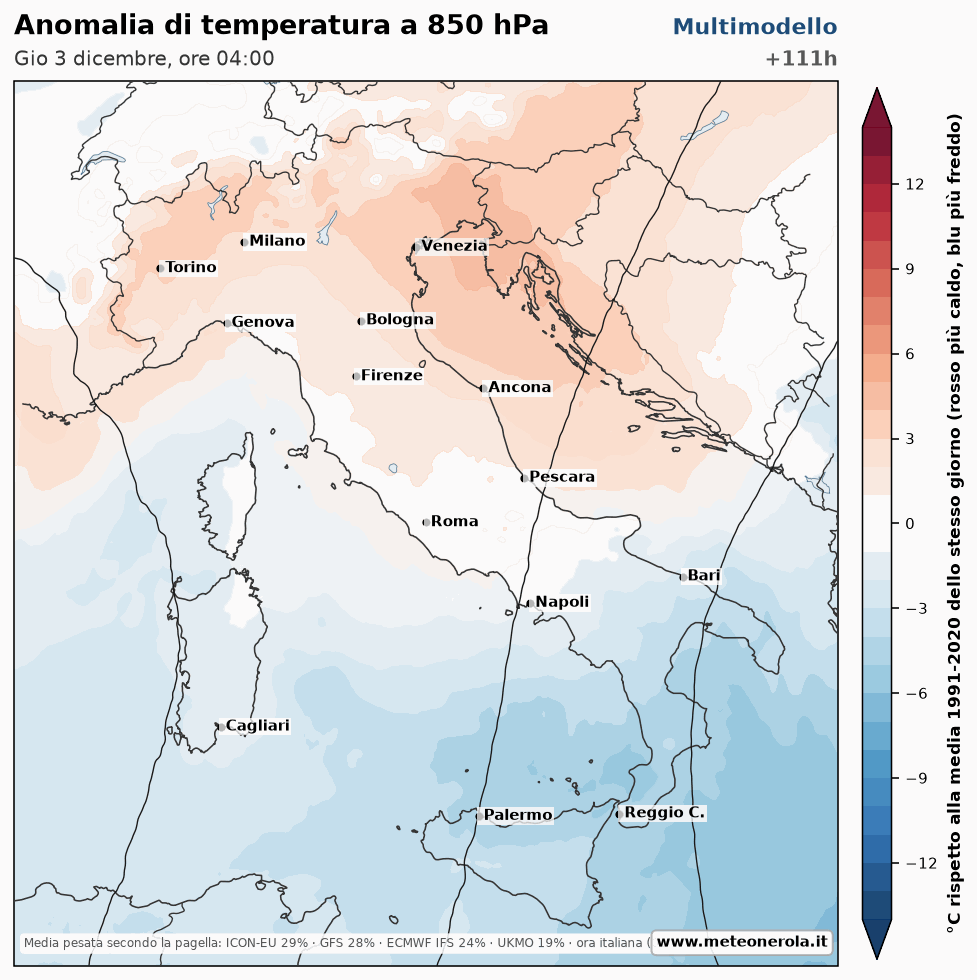 Anomalia di temperatura a 850 hPa
Multimodello
Gio 3 dicembre, ore 04:00
+111h
Milano
Venezia
Torino
Genova
Bologna
Firenze
Ancona
Pescara
Roma
Bari
Napoli
Cagliari
Palermo
Reggio C.
12
9
6
3
0
−3
−6
−9
−12
°C rispetto alla media 1991-2020 dello stesso giorno (rosso più caldo, blu più freddo)
Media pesata secondo la pagella: ICON-EU 29% · GFS 28% · ECMWF IFS 24% · UKMO 19% · ora italiana (
www.meteonerola.it